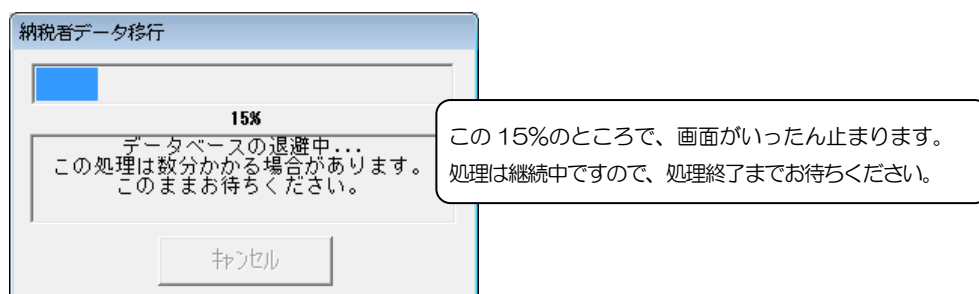 納税者データ移行
15%
データベースの退避中...
この処理は数分かかる場合があります。
このままお待ちください。
キャンセル
この 15%のところで、画面がいったん止まります。
処理は継続中ですので、処理終了までお待ちください。